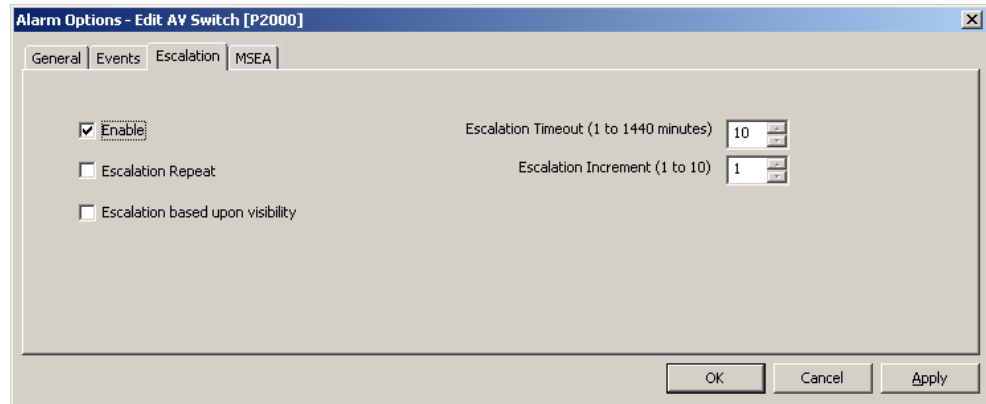 Alarm Options - Edit AV Switch [P2000]
General Events Escalation MSEA
Enable
Escalation Timeout (1 to 1440 minutes) 10
Escalation Repeat
Escalation Increment (1 to 10) 1
Escalation based upon visibility
OK Cancel Apply